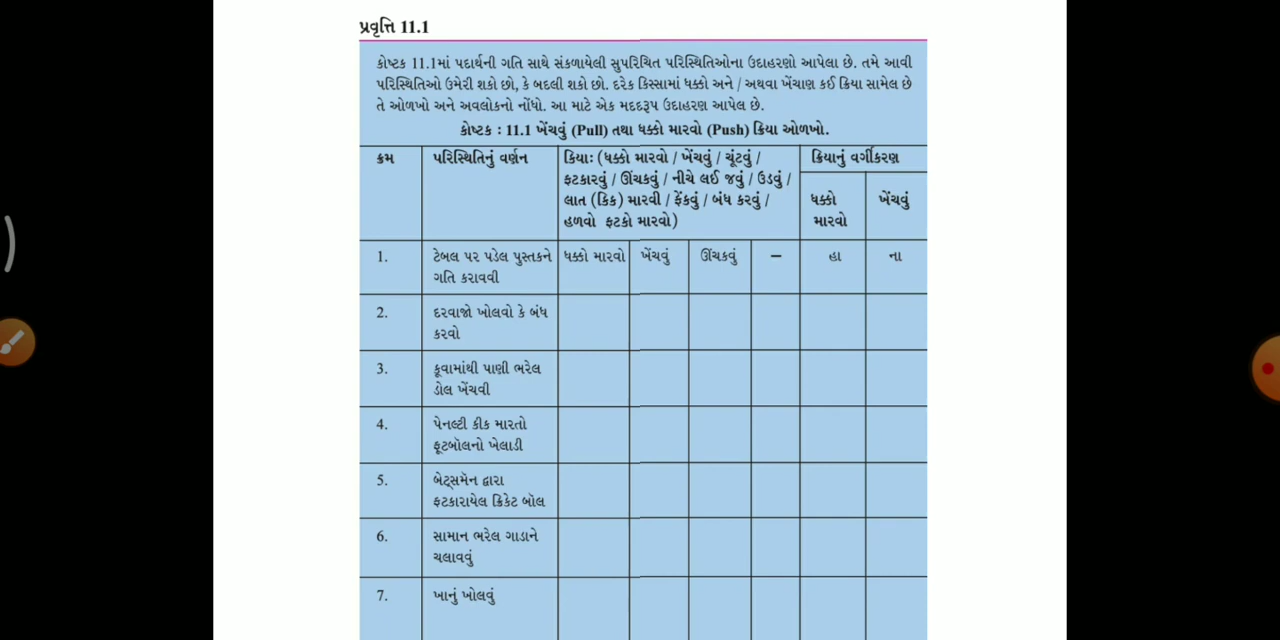 પ્રવૃત્તિ 11.1
કોષ્ટક 11.1માં પદાર્થની ગતિ સાથે સંકળાયેલી સુપરિચિત પરિસ્થિતિઓના ઉદાહરણો આપેલા છે. તમે આવી
પરિસ્થિતિઓ ઉમેરી શકો છો, કે બદલી શકો છો. દરેક કિસ્સામાં ધક્કો અને / અથવા ખેંચાણ કઈ ક્રિયા સામેલ છે
તે ઓળખો અને અવલોકનો નોંધો. આ માટે એક મદદરૂપ ઉદાહરણ આપેલ છે.
કોષ્ટક : 11.1 ખેંચવું (Pull) તથા ધક્કો મારવો (Push) ક્રિયા ઓળખો.
ક્રમ
પરિસ્થિતિનું વર્ણન
ક્રિયાઃ (ધક્કો મારવો / ખેંચવું / ચૂંટવું /
ફટકારવું / ઊંચકવું / નીચે લઈ જવું / ઉડવું /
લાત (કિક) મારવી / ફેંકવું / બંધ કરવું /
હળવો ફટકો મારવો)
ક્રિયાનું વર્ગીકરણ
ધક્કો
મારવો
ખેંચવું
1.
ટેબલ પર પડેલ પુસ્તકને
ગતિ કરાવવી
ધક્કો મારવો
ખેંચવું
ઊંચકવું
–
હા
ના
2.
દરવાજો ખોલવો કે બંધ
કરવો
3.
કૂવામાંથી પાણી ભરેલ
ડોલ ખેંચવી
4.
પેનલ્ટી કીક મારતો
ફૂટબૉલનો ખેલાડી
5.
બેટ્સમૅન દ્વારા
ફટકારાયેલ ક્રિકેટ બૉલ
6.
સામાન ભરેલ ગાડાને
ચલાવવું
7.
ખાનું ખોલવું